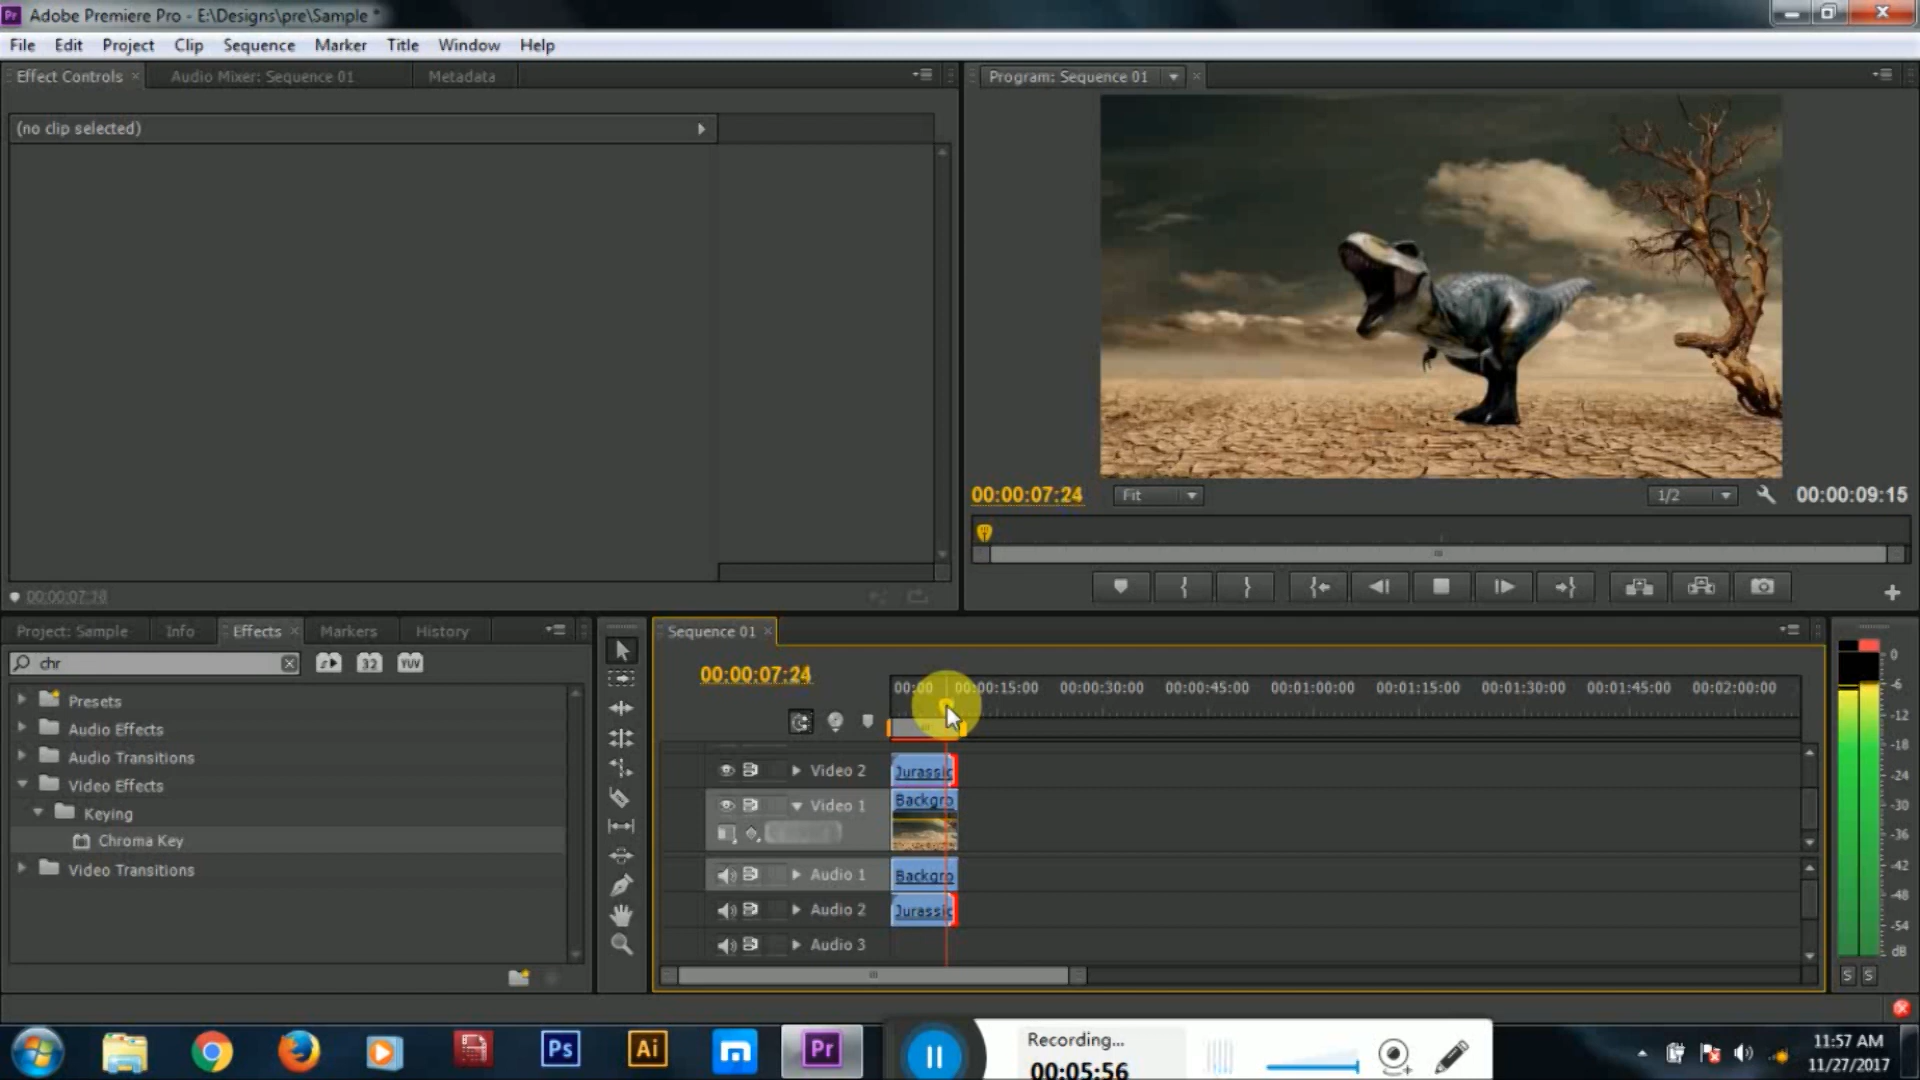 Pr Adobe Premiere Pro - E:\Designs\pre\Sample *
File Edit Project Clip Sequence Marker Title Window Help
Effect Controls × Audio Mixer: Sequence 01 Metadata
Program: Sequence 01
(no clip selected)
00:00:07:24 Fit 1/2 00:00:09:15
Project: Sample Info Effects × Markers History
chr 32 YUV
Presets
Audio Effects
Audio Transitions
Video Effects
Keying
Chroma Key
Video Transitions
Sequence 01 ×
00:00:07:24
00:00 00:00:15:00 00:00:30:00 00:00:45:00 00:01:00:00 00:01:15:00 00:01:30:00 00:01:45:00 00:02:00:00
Video 2 Jurassic
Video 1 Backgro
Audio 1 Backgro
Audio 2 Jurassic
Audio 3
0
-6
-12
-18
-24
-30
-36
-42
-48
-54
dB
S S
Ps Ai m Pr
Recording...
00:05:56
11:57 AM
11/27/2017